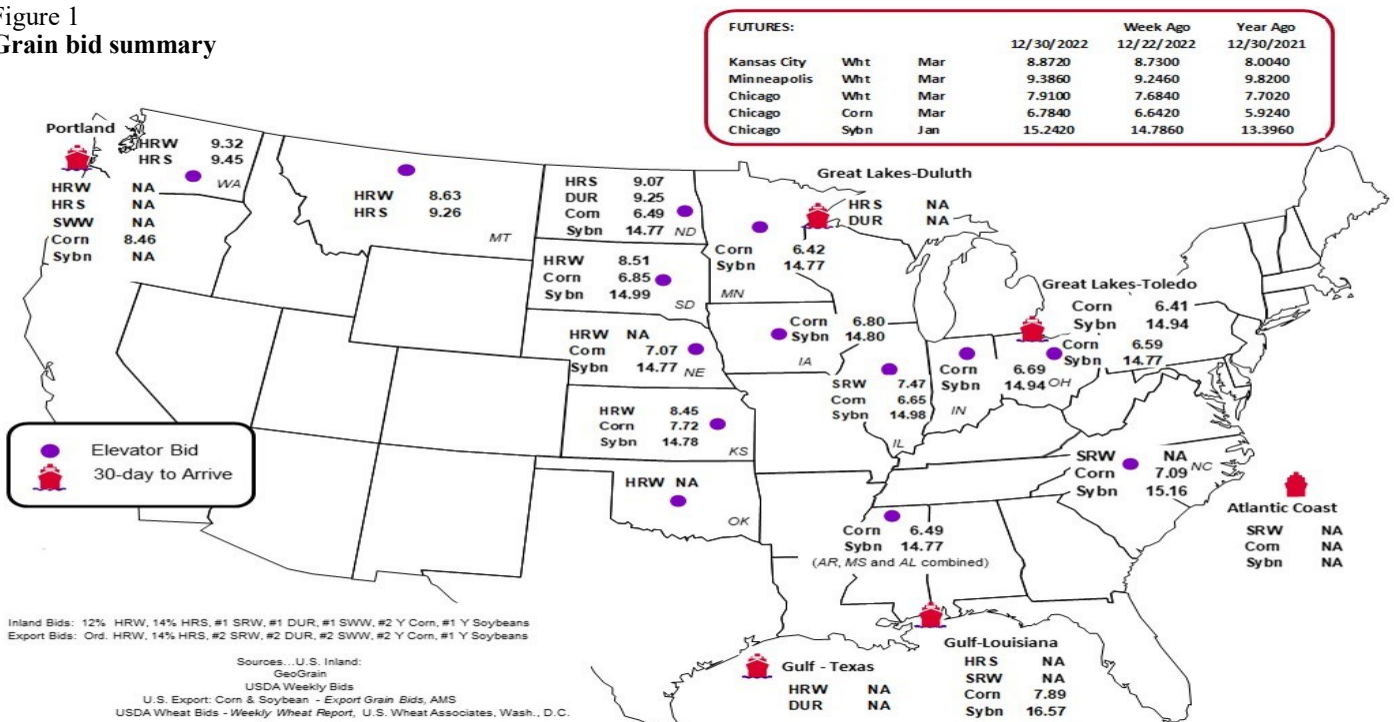 Figure 1
Grain bid summary
FUTURES:
Week Ago Year Ago
12/30/2022 12/22/2022 12/30/2021
Kansas City Wht Mar 8.8720 8.7300 8.0040
Minneapolis Wht Mar 9.3860 9.2460 9.8200
Chicago Wht Mar 7.9100 7.6840 7.7020
Chicago Corn Mar 6.7840 6.6420 5.9240
Chicago Sybn Jan 15.2420 14.7860 13.3960
Portland
HRW NA
HRS NA
SWW NA
Corn 8.46
Sybn NA
HRW 9.32
HRS 9.45
WA
HRW 8.63
HRS 9.26
MT
HRS 9.07
DUR 9.25
Corn 6.49
Sybn 14.77 ND
HRW 8.51
Corn 6.85
Sybn 14.99
SD
Corn 6.42
Sybn 14.77
MN
Great Lakes-Duluth
HRS NA
DUR NA
HRW NA
Corn 7.07
Sybn 14.77 NE
Corn 6.80
Sybn 14.80
IA
Great Lakes-Toledo
Corn 6.41
Sybn 14.94
Corn 6.59
Sybn 14.77
OH
Corn 6.69
Sybn 14.94
IN
SRW 7.47
Corn 6.65
Sybn 14.98
IL
HRW 8.45
Corn 7.72
Sybn 14.78
KS
HRW NA
OK
SRW NA
Corn 7.09 NC
Sybn 15.16
Corn 6.49
Sybn 14.77
(AR, MS and AL combined)
Atlantic Coast
SRW NA
Corn NA
Sybn NA
Gulf-Louisiana
HRS NA
SRW NA
Corn 7.89
Sybn 16.57
Gulf - Texas
HRW NA
DUR NA
Elevator Bid
30-day to Arrive
Inland Bids: 12% HRW, 14% HRS, #1 SRW, #1 DUR, #1 SWW, #2 Y Corn, #1 Y Soybeans
Export Bids: Ord. HRW, 14% HRS, #2 SRW, #2 DUR, #2 SWW, #2 Y Corn, #1 Y Soybeans
Sources...U.S. Inland:
GeoGrain
USDA Weekly Bids
U.S. Export: Corn & Soybean - Export Grain Bids, AMS
USDA Wheat Bids - Weekly Wheat Report, U.S. Wheat Associates, Wash., D.C.